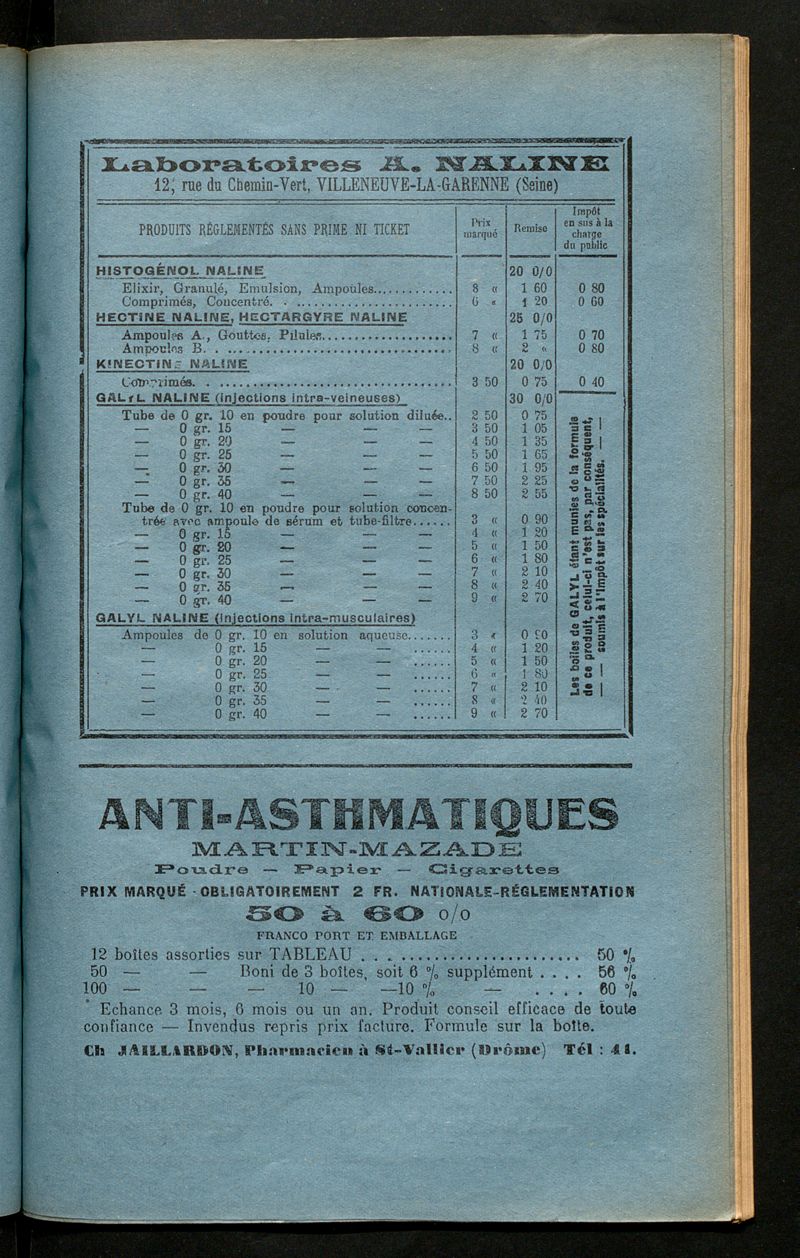 Laboratoires A. NALINE
12, rue du Chemin-Vert, VILLENEUVE-LA-GARENNE (Seine)
PRODUITS RÉGLEMENTÉS SANS PRIME NI TICKET Prix marqué Remise Impôt en sus à la charge du public
HISTOGÉNOL NALINE 20 0/0
Elixir, Granulé, Emulsion, Ampoules............ 8 « 1 60 0 80
Comprimés, Concentré. . ....................... 6 « 1 20 0 60
HECTINE NALINE, HECTARGYRE NALINE 25 0/0
Ampoules A., Gouttes, Pilules................... 7 « 1 75 0 70
Ampoules B. . .................................. 8 « 2 « 0 80
KINECTINE NALINE 20 0/0
Comprimés. . ................................... 3 50 0 75 0 40
GALYL NALINE (injections intra-veineuses) 30 0/0
Tube de 0 gr. 10 en poudre pour solution diluée.. 2 50 0 75
— 0 gr. 15 — — — 3 50 1 05
— 0 gr. 20 — — — 4 50 1 35
— 0 gr. 25 — — — 5 50 1 65
— 0 gr. 30 — — — 6 50 1 95
— 0 gr. 35 — — — 7 50 2 25
— 0 gr. 40 — — — 8 50 2 55
Tube de 0 gr. 10 en poudre pour solution concen-
trée avec ampoule de sérum et tube-filtre...... 3 « 0 90
— 0 gr. 15 — — — 4 « 1 20
— 0 gr. 20 — — — 5 « 1 50
— 0 gr. 25 — — — 6 « 1 80
— 0 gr. 30 — — — 7 « 2 10
— 0 gr. 35 — — — 8 « 2 40
— 0 gr. 40 — — — 9 « 2 70
GALYL NALINE (injections intra-musculaires)
Ampoules de 0 gr. 10 en solution aqueuse....... 3 « 0 90
— 0 gr. 15 — — ...... 4 « 1 20
— 0 gr. 20 — — ...... 5 « 1 50
— 0 gr. 25 — — ...... 6 « 1 80
— 0 gr. 30 — — ...... 7 « 2 10
— 0 gr. 35 — — ...... 8 « 2 40
— 0 gr. 40 — — ...... 9 « 2 70
Les boîtes de GALYL étant munies de la formule
de ce produit, celui-ci n'est pas, par conséquent,
— — soumis à l'impôt sur les spécialités. — —
ANTI-ASTHMATIQUES
MARTIN-MAZADE
Poudre — Papier — Cigarettes
PRIX MARQUÉ - OBLIGATOIREMENT 2 FR. NATIONALE-RÉGLEMENTATION
50 à 60 o/o
FRANCO PORT ET EMBALLAGE
12 boîtes assorties sur TABLEAU . . ........................ 50 %
50 — — Boni de 3 boîtes, soit 6 % supplément . . . . 56 %
100 — — — 10 — —10 % — . . . . 60 %
Echance 3 mois, 6 mois ou un an. Produit conseil efficace de toute
confiance — Invendus repris prix facture. Formule sur la boîte.
Ch JAILLARDON, Pharmacien à St-Vallier (Drôme) Tél : 41.